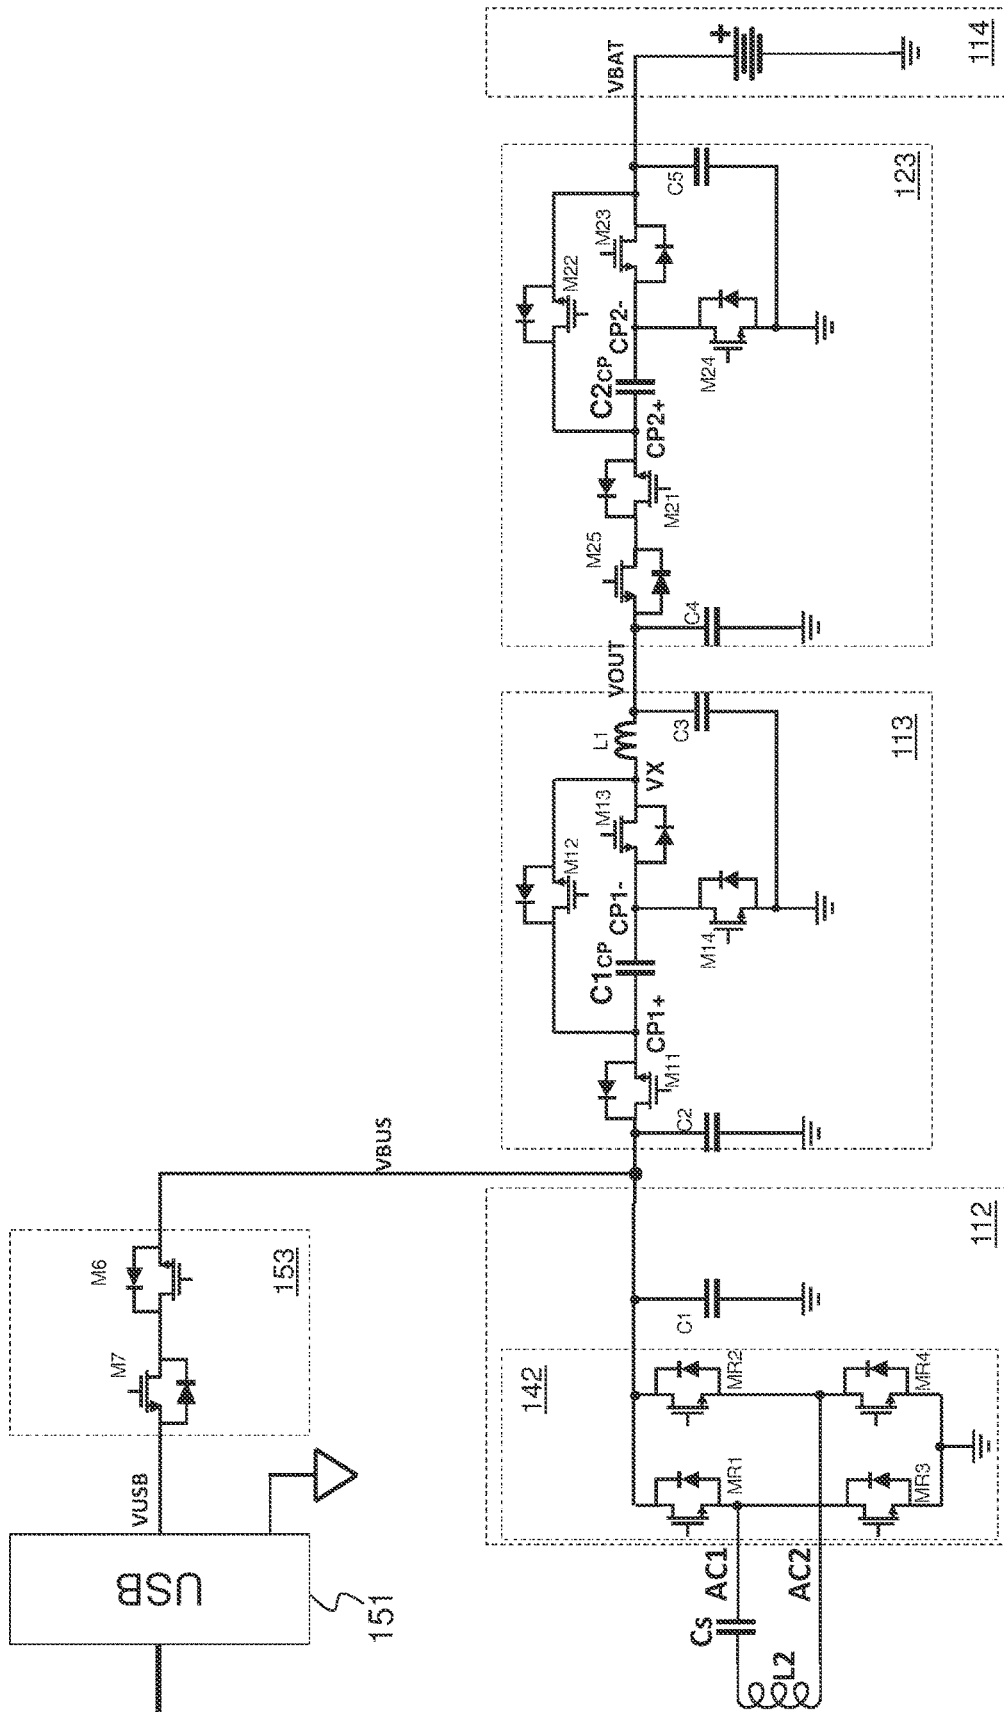 USB
151
VUSB
M7
M6
153
VBUS
L2
CS
AC1
AC2
142
MR1
MR2
MR3
MR4
C1
112
C2
M11
CP1+
C1CP
CP1-
M12
M13
M14
VX
L1
C3
113
VOUT
C4
M25
M21
CP2+
C2CP
CP2-
M22
M23
M24
C5
123
VBAT
+
114